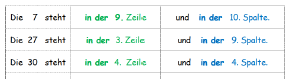 Die 7 steht in der 9. Zeile und in der 10. Spalte.
Die 27 steht in der 3. Zeile und in der 9. Spalte.
Die 30 steht in der 4. Zeile und in der 4. Spalte.